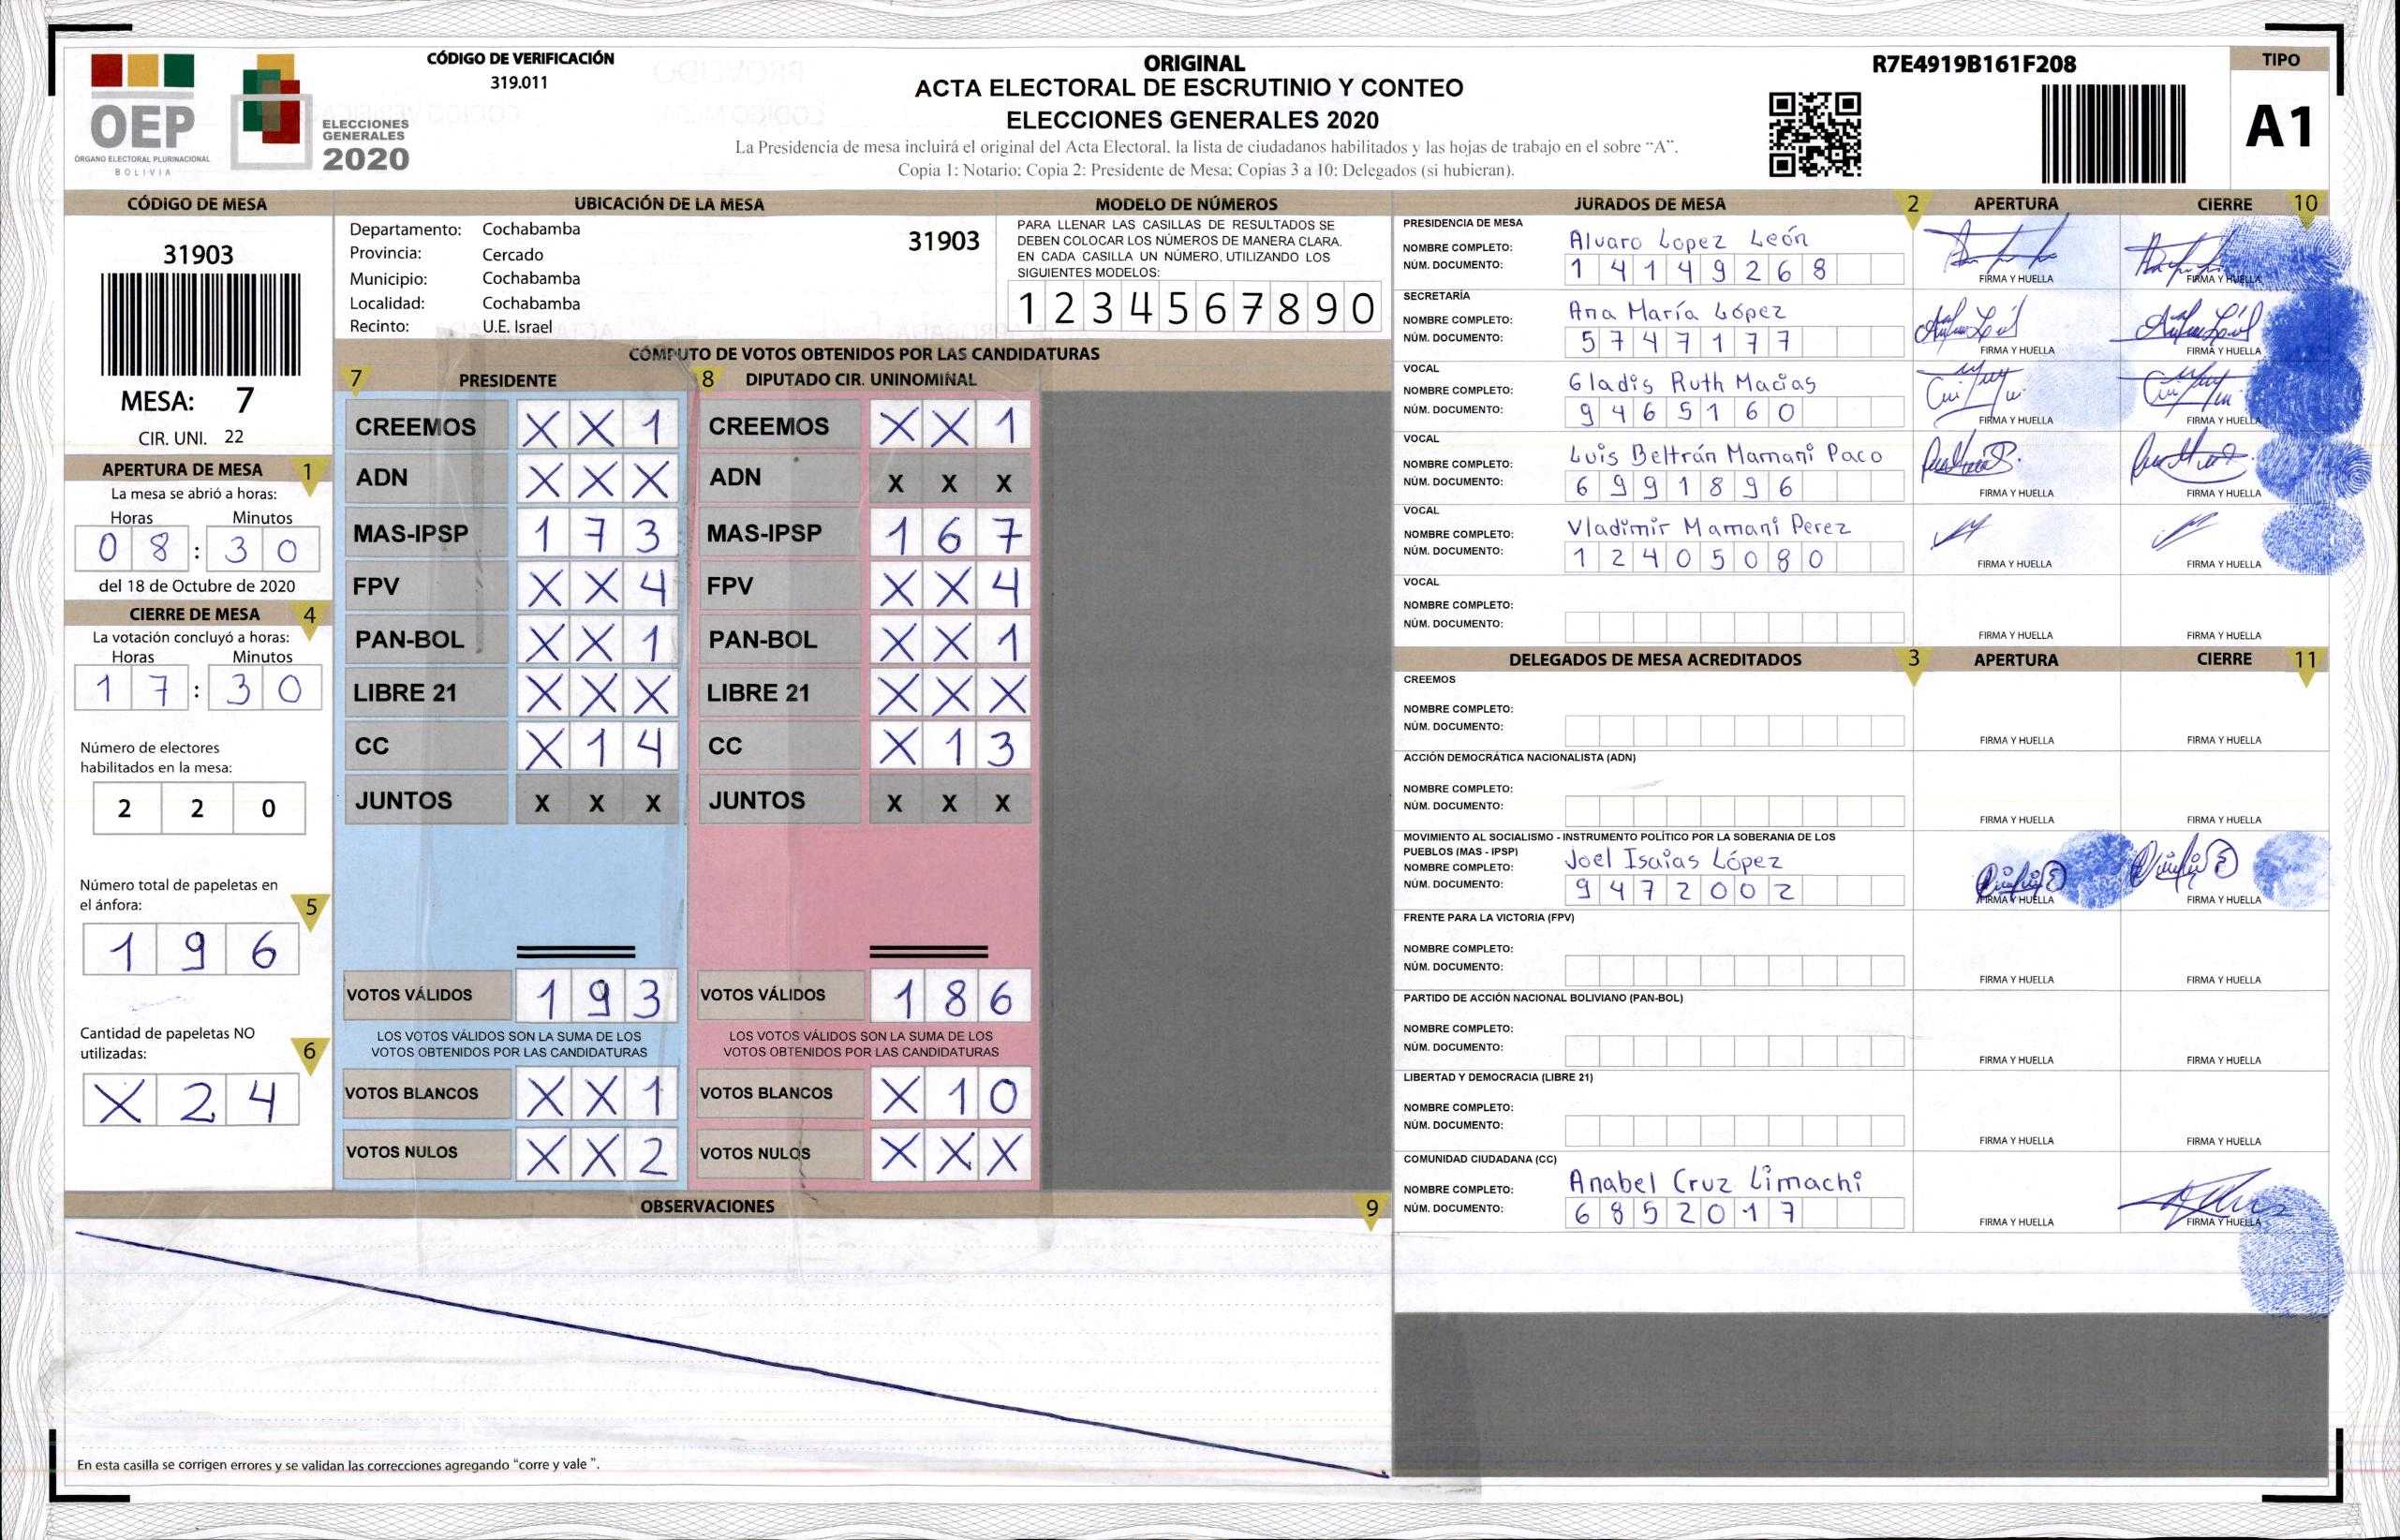 CÓDIGO DE VERIFICACIÓN
319.011
OEP
ÓRGANO ELECTORAL PLURINACIONAL
BOLIVIA
ELECCIONES
GENERALES
2020
ORIGINAL
ACTA ELECTORAL DE ESCRUTINIO Y CONTEO
ELECCIONES GENERALES 2020
La Presidencia de mesa incluirá el original del Acta Electoral, la lista de ciudadanos habilitados y las hojas de trabajo en el sobre "A".
Copia 1: Notario; Copia 2: Presidente de Mesa; Copias 3 a 10: Delegados (si hubieran).
R7E4919B161F208
TIPO
A1
CÓDIGO DE MESA
31903
MESA: 7
CIR. UNI. 22
APERTURA DE MESA 1
La mesa se abrió a horas:
Horas Minutos
0 8 : 3 0
del 18 de Octubre de 2020
CIERRE DE MESA 4
La votación concluyó a horas:
Horas Minutos
1 7 : 3 0
Número de electores
habilitados en la mesa:
2 2 0
Número total de papeletas en
el ánfora: 5
1 9 6
Cantidad de papeletas NO
utilizadas: 6
X 2 4
UBICACIÓN DE LA MESA
Departamento: Cochabamba
Provincia: Cercado
Municipio: Cochabamba
Localidad: Cochabamba
Recinto: U.E. Israel
31903
MODELO DE NÚMEROS
PARA LLENAR LAS CASILLAS DE RESULTADOS SE
DEBEN COLOCAR LOS NÚMEROS DE MANERA CLARA.
EN CADA CASILLA UN NÚMERO, UTILIZANDO LOS
SIGUIENTES MODELOS:
1 2 3 4 5 6 7 8 9 0
CÓMPUTO DE VOTOS OBTENIDOS POR LAS CANDIDATURAS
7 PRESIDENTE 8 DIPUTADO CIR. UNINOMINAL
CREEMOS X X 1 CREEMOS X X 1
ADN X X X ADN X X X
MAS-IPSP 1 7 3 MAS-IPSP 1 6 7
FPV X X 4 FPV X X 4
PAN-BOL X X 1 PAN-BOL X X 1
LIBRE 21 X X X LIBRE 21 X X X
CC X 1 4 CC X 1 3
JUNTOS X X X JUNTOS X X X
VOTOS VÁLIDOS 1 9 3 VOTOS VÁLIDOS 1 8 6
LOS VOTOS VÁLIDOS SON LA SUMA DE LOS LOS VOTOS VÁLIDOS SON LA SUMA DE LOS
VOTOS OBTENIDOS POR LAS CANDIDATURAS VOTOS OBTENIDOS POR LAS CANDIDATURAS
VOTOS BLANCOS X X 1 VOTOS BLANCOS X 1 0
VOTOS NULOS X X 2 VOTOS NULOS X X X
OBSERVACIONES 9
En esta casilla se corrigen errores y se validan las correcciones agregando "corre y vale ".
JURADOS DE MESA 2 APERTURA CIERRE 10
PRESIDENCIA DE MESA
NOMBRE COMPLETO: Alvaro Lopez León
NÚM. DOCUMENTO: 1 4 1 4 9 2 6 8
FIRMA Y HUELLA FIRMA Y HUELLA
SECRETARÍA
NOMBRE COMPLETO: Ana María López
NÚM. DOCUMENTO: 5 7 4 7 1 7 7
FIRMA Y HUELLA FIRMA Y HUELLA
VOCAL
NOMBRE COMPLETO: Gladis Ruth Macias
NÚM. DOCUMENTO: 9 4 6 5 1 6 0
FIRMA Y HUELLA FIRMA Y HUELLA
VOCAL
NOMBRE COMPLETO: Luis Beltrán Mamani Paco
NÚM. DOCUMENTO: 6 9 9 1 8 9 6
FIRMA Y HUELLA FIRMA Y HUELLA
VOCAL
NOMBRE COMPLETO: Vladimir Mamani Perez
NÚM. DOCUMENTO: 1 2 4 0 5 0 8 0
FIRMA Y HUELLA FIRMA Y HUELLA
VOCAL
NOMBRE COMPLETO:
NÚM. DOCUMENTO:
FIRMA Y HUELLA FIRMA Y HUELLA
DELEGADOS DE MESA ACREDITADOS 3 APERTURA CIERRE 11
CREEMOS
NOMBRE COMPLETO:
NÚM. DOCUMENTO:
FIRMA Y HUELLA FIRMA Y HUELLA
ACCIÓN DEMOCRÁTICA NACIONALISTA (ADN)
NOMBRE COMPLETO:
NÚM. DOCUMENTO:
FIRMA Y HUELLA FIRMA Y HUELLA
MOVIMIENTO AL SOCIALISMO - INSTRUMENTO POLÍTICO POR LA SOBERANIA DE LOS
PUEBLOS (MAS - IPSP)
NOMBRE COMPLETO: Joel Isaias López
NÚM. DOCUMENTO: 9 4 7 2 0 0 2
FIRMA Y HUELLA FIRMA Y HUELLA
FRENTE PARA LA VICTORIA (FPV)
NOMBRE COMPLETO:
NÚM. DOCUMENTO:
FIRMA Y HUELLA FIRMA Y HUELLA
PARTIDO DE ACCIÓN NACIONAL BOLIVIANO (PAN-BOL)
NOMBRE COMPLETO:
NÚM. DOCUMENTO:
FIRMA Y HUELLA FIRMA Y HUELLA
LIBERTAD Y DEMOCRACIA (LIBRE 21)
NOMBRE COMPLETO:
NÚM. DOCUMENTO:
FIRMA Y HUELLA FIRMA Y HUELLA
COMUNIDAD CIUDADANA (CC)
NOMBRE COMPLETO: Anabel Cruz Limachi
NÚM. DOCUMENTO: 6 8 5 2 0 1 7
FIRMA Y HUELLA FIRMA Y HUELLA